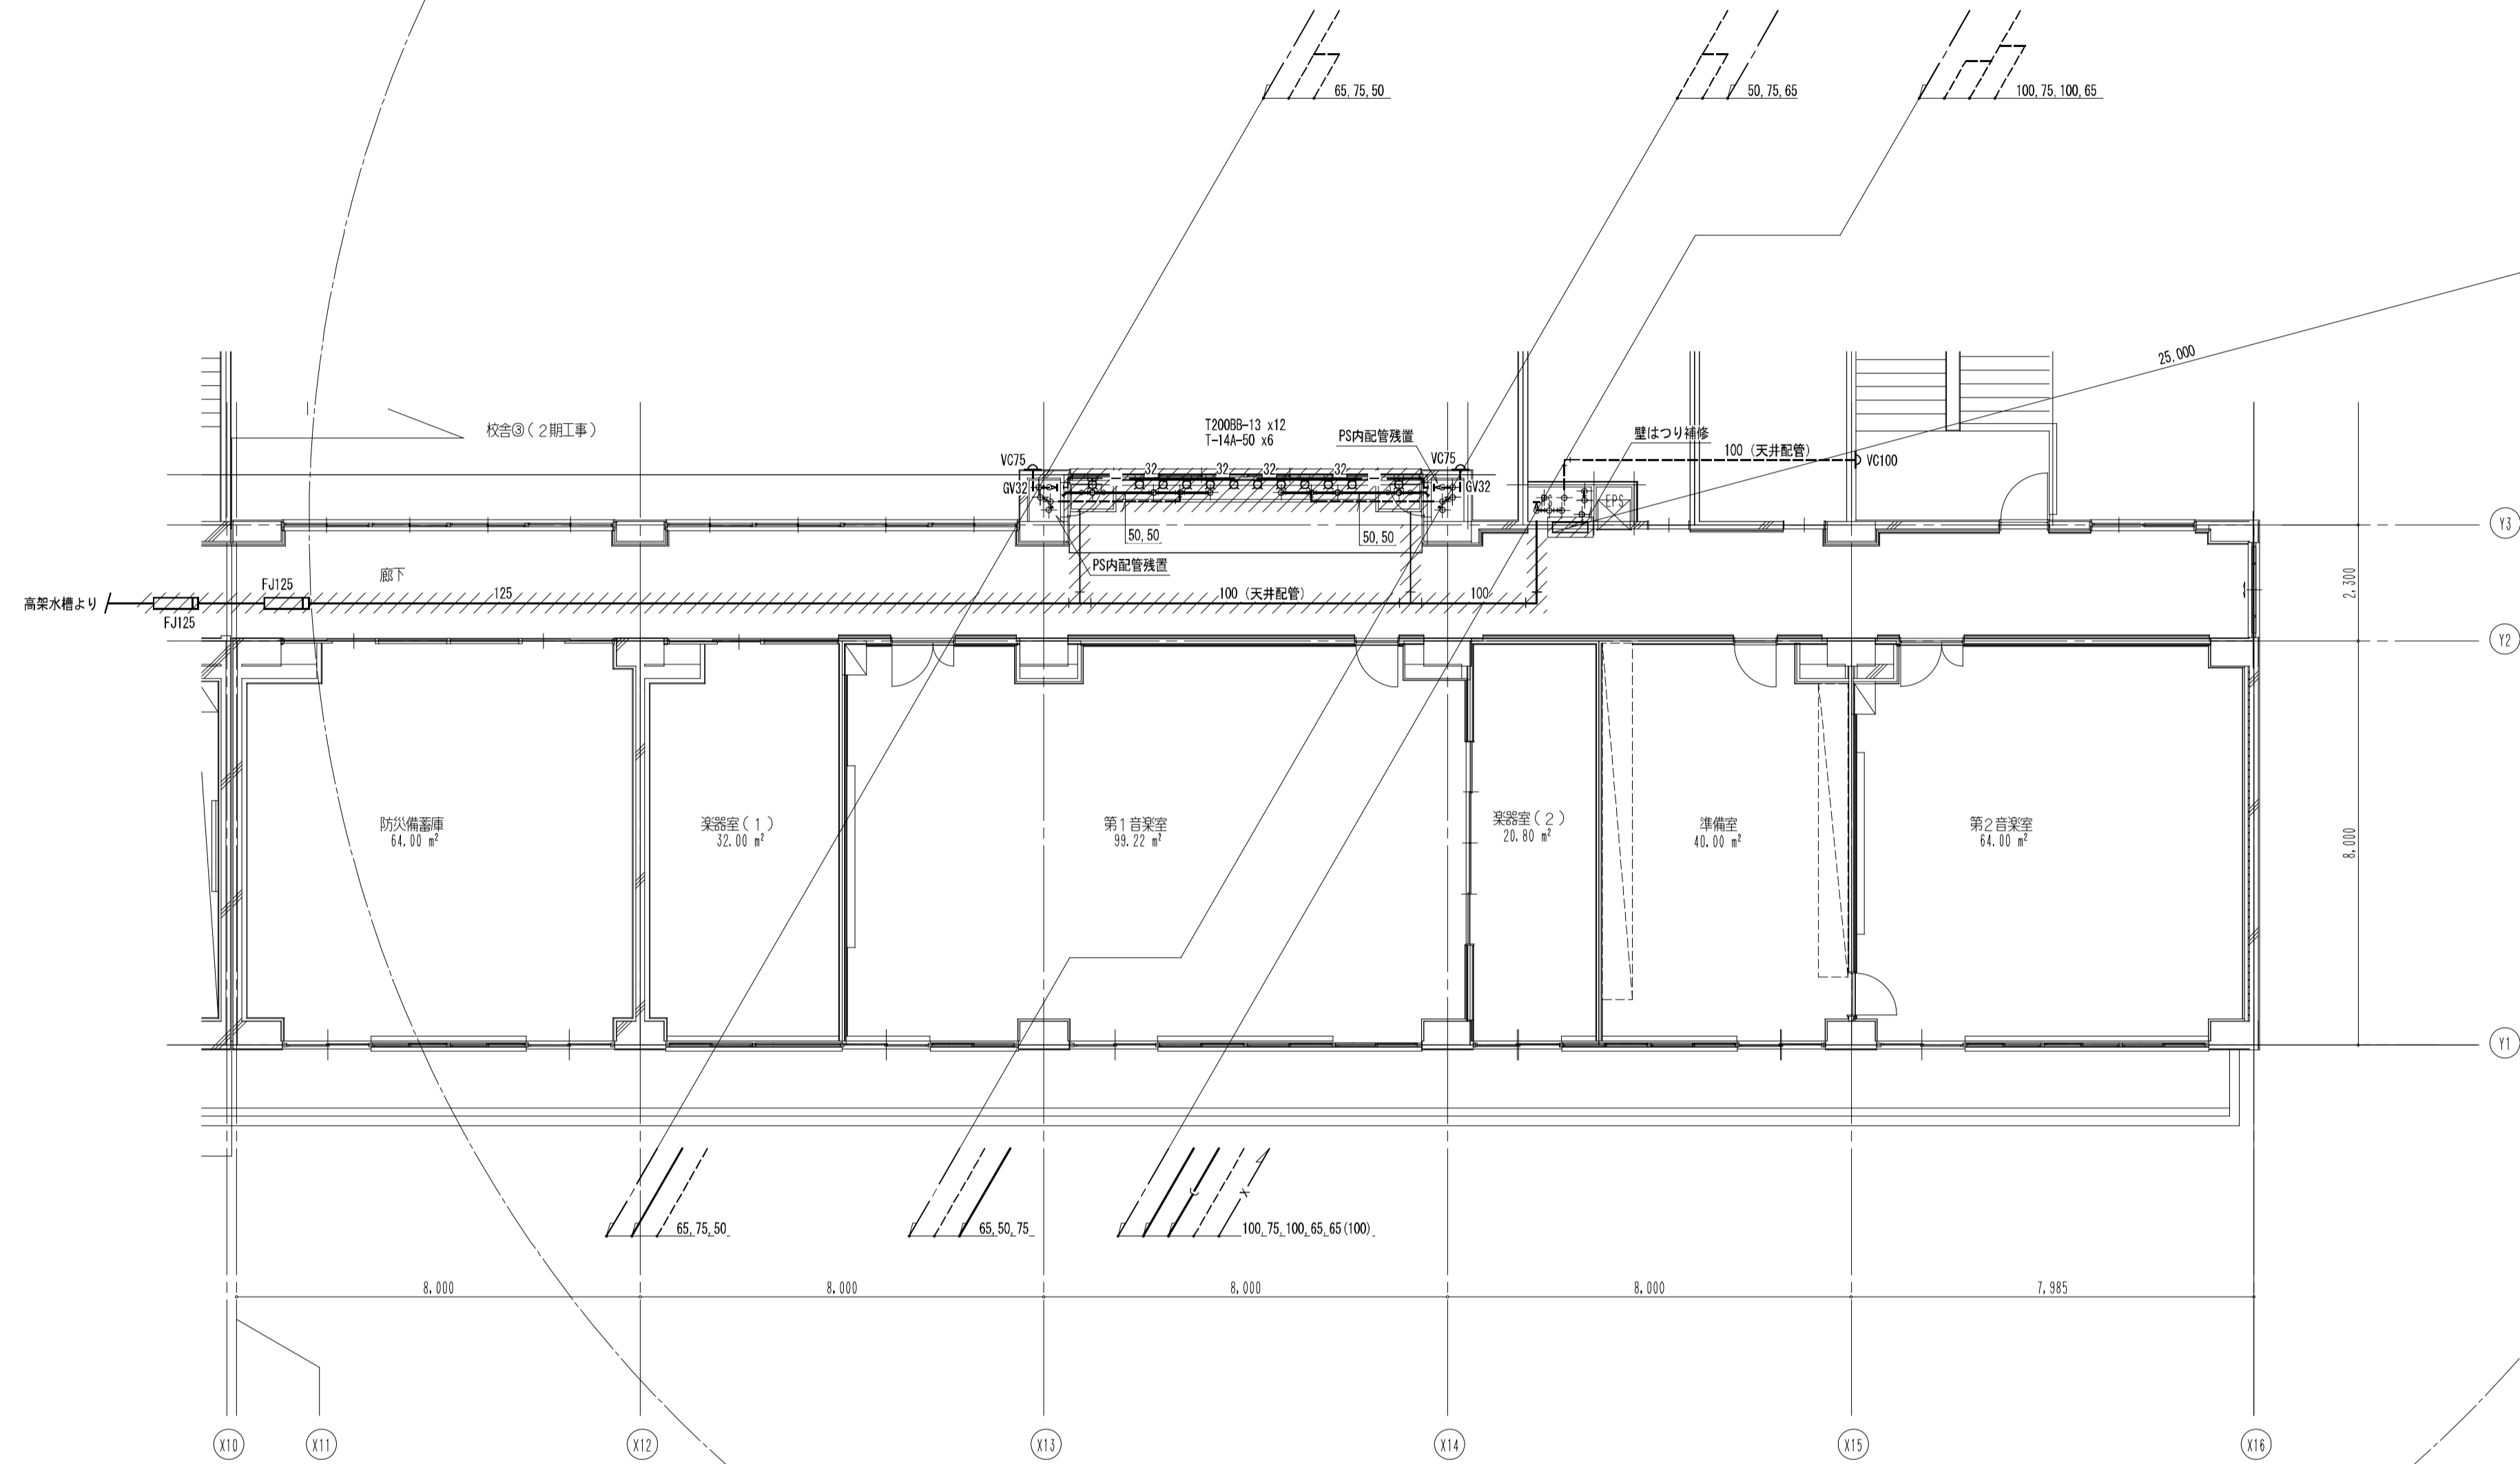 65,75,50
50,75,65
100,75,100,65
25,000
校舎③(2期工事)
T200BB-13 x12
T-14A-50 x6
PS内配管残置
壁はつり補修
100 (天井配管)
VC75
VC75
VC100
32
32
32
32
GV32
GV32
EPS
50,50
50,50
PS内配管残置
Y3
廊下
FJ125
125
100 (天井配管)
100
高架水槽より
FJ125
2,300
Y2
防災備蓄庫
64.00 m²
楽器室(1)
32.00 m²
第1音楽室
99.22 m²
楽器室(2)
20.80 m²
準備室
40.00 m²
第2音楽室
64.00 m²
8,000
Y1
65,75,50
65,50,75
100,75,100,65,65(100)
8,000
8,000
8,000
8,000
7,985
X10
X11
X12
X13
X14
X15
X16